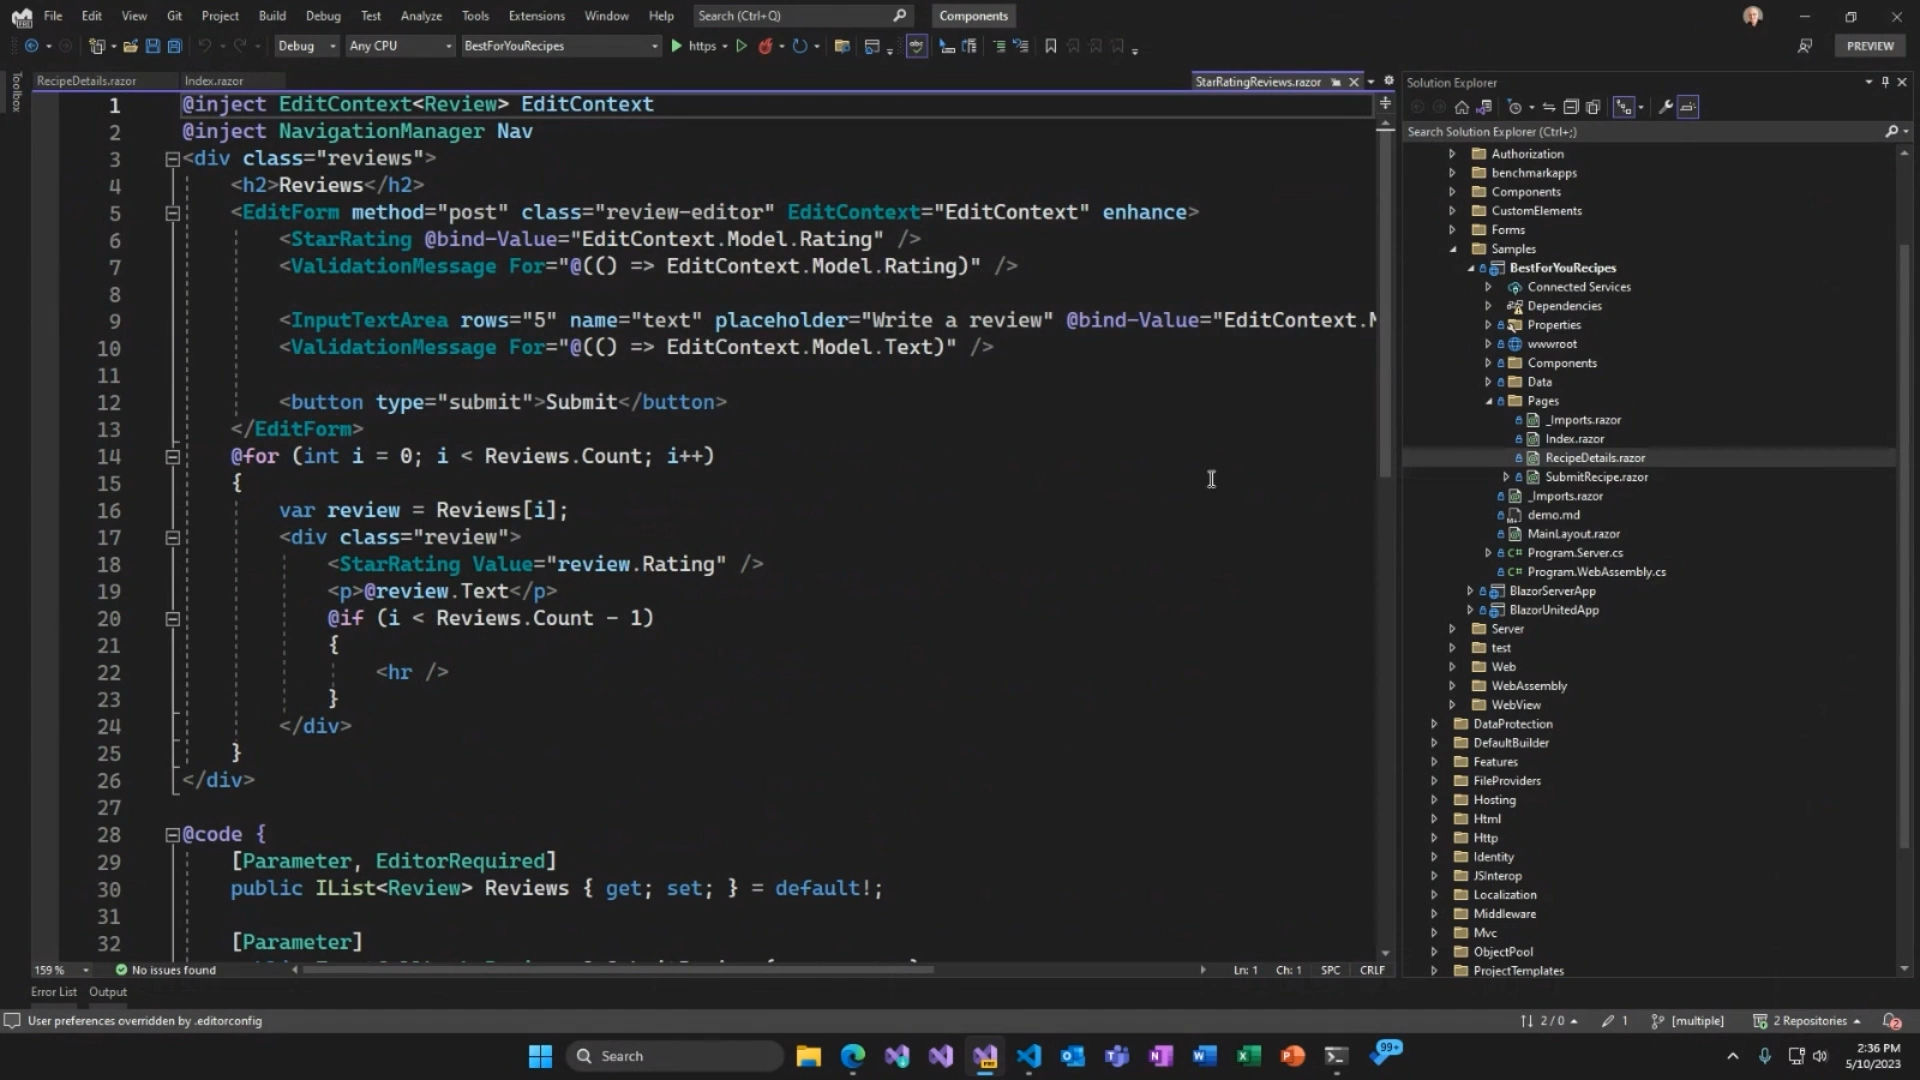 File Edit View Git Project Build Debug Test Analyze Tools Extensions Window Help Search (Ctrl+Q) Components
Debug Any CPU BestForYouRecipes https PREVIEW
Toolbox
RecipeDetails.razor Index.razor StarRatingReviews.razor
1 @inject EditContext<Review> EditContext
2 @inject NavigationManager Nav
3 <div class="reviews">
4 <h2>Reviews</h2>
5 <EditForm method="post" class="review-editor" EditContext="EditContext" enhance>
6 <StarRating @bind-Value="EditContext.Model.Rating" />
7 <ValidationMessage For="@(() => EditContext.Model.Rating)" />
8
9 <InputTextArea rows="5" name="text" placeholder="Write a review" @bind-Value="EditContext.M
10 <ValidationMessage For="@(() => EditContext.Model.Text)" />
11
12 <button type="submit">Submit</button>
13 </EditForm>
14 @for (int i = 0; i < Reviews.Count; i++)
15 {
16 var review = Reviews[i];
17 <div class="review">
18 <StarRating Value="review.Rating" />
19 <p>@review.Text</p>
20 @if (i < Reviews.Count - 1)
21 {
22 <hr />
23 }
24 </div>
25 }
26 </div>
27
28 @code {
29 [Parameter, EditorRequired]
30 public IList<Review> Reviews { get; set; } = default!;
31
32 [Parameter]
159 % No issues found Ln: 1 Ch: 1 SPC CRLF
Error List Output
Solution Explorer
Search Solution Explorer (Ctrl+;)
Authorization
benchmarkapps
Components
CustomElements
Forms
Samples
BestForYouRecipes
Connected Services
Dependencies
Properties
wwwroot
Components
Data
Pages
_Imports.razor
Index.razor
RecipeDetails.razor
SubmitRecipe.razor
_Imports.razor
demo.md
MainLayout.razor
C# Program.Server.cs
C# Program.WebAssembly.cs
BlazorServerApp
BlazorUnitedApp
Server
test
Web
WebAssembly
WebView
DataProtection
DefaultBuilder
Features
FileProviders
Hosting
Html
Http
Identity
JSInterop
Localization
Middleware
Mvc
ObjectPool
ProjectTemplates
User preferences overridden by .editorconfig 2 / 0 1 [multiple] 2 Repositories 2
Search 99+ 2:36 PM
5/10/2023